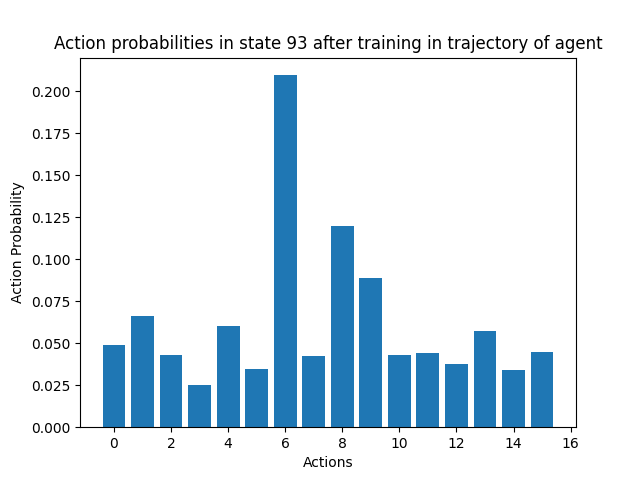 Action probabilities in state 93 after training in trajectory of agent
0.200
0.175
0.150
0.125
0.100
0.075
0.050
0.025
0.000
Action Probability
0 2 4 6 8 10 12 14 16
Actions